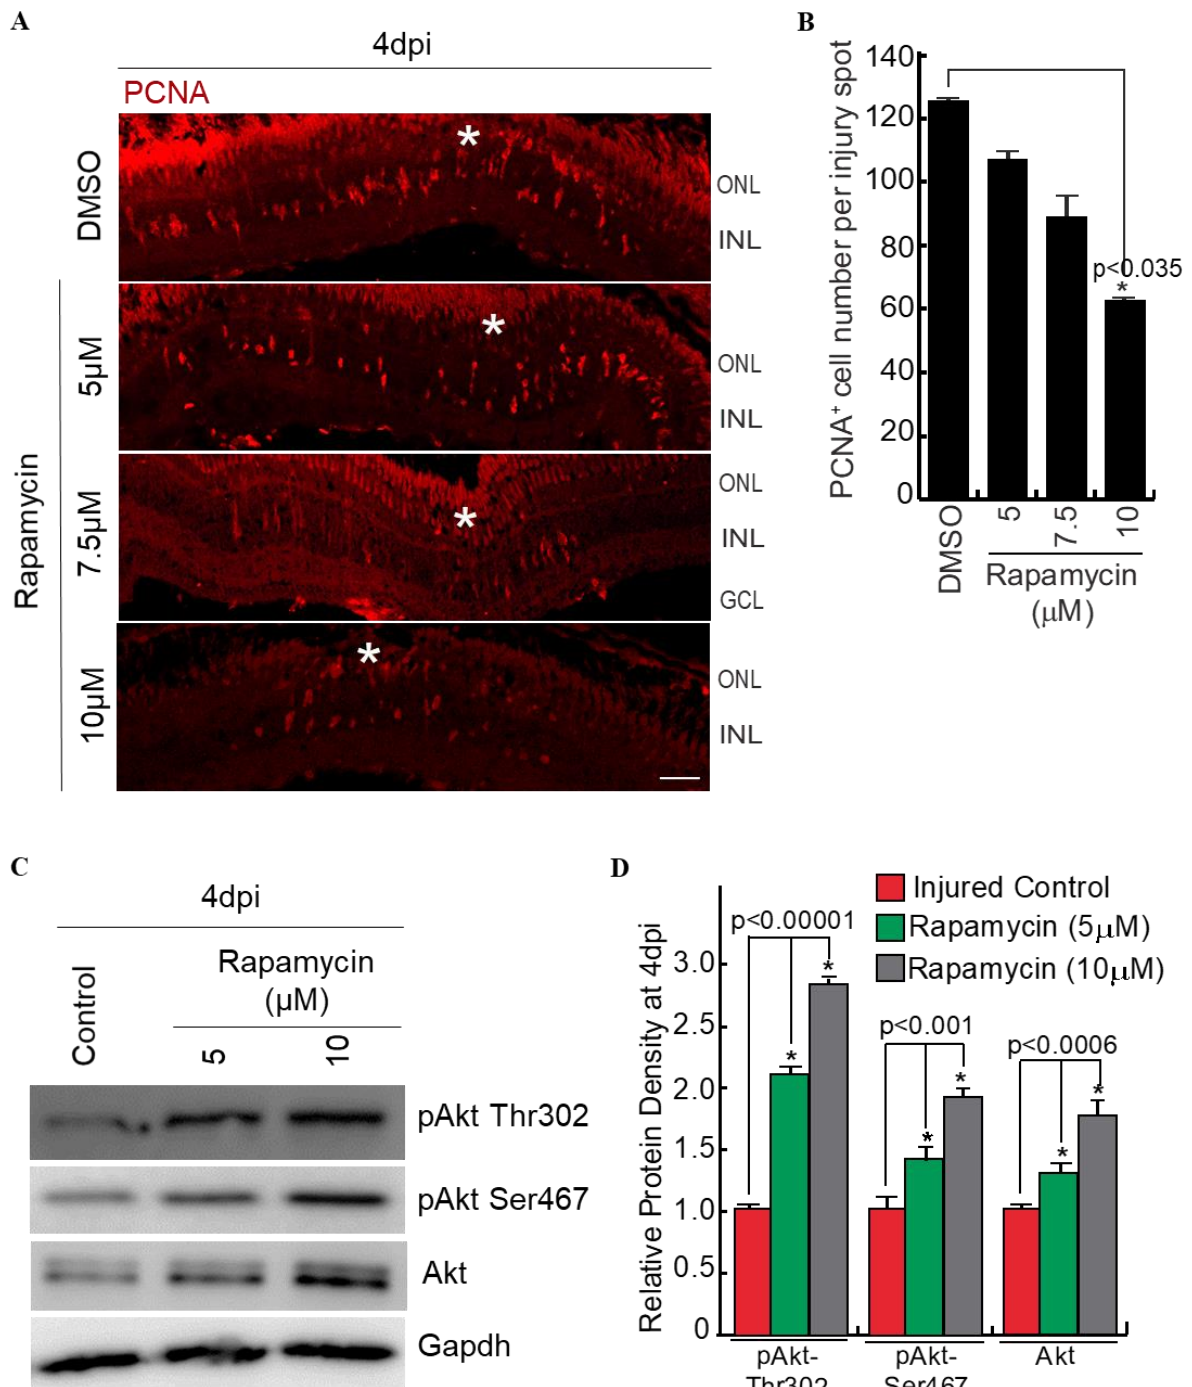 A
4dpi
PCNA
DMSO
ONL
INL
Rapamycin
5µM
ONL
INL
7.5µM
ONL
INL
GCL
10µM
ONL
INL
B
PCNA+ cell number per injury spot
140
120
100
80
60
40
20
0
p<0.035
*
DMSO
5
7.5
10
Rapamycin
(µM)
C
4dpi
Control
Rapamycin
(µM)
5
10
pAkt Thr302
pAkt Ser467
Akt
Gapdh
D
Injured Control
Rapamycin (5µM)
Rapamycin (10µM)
Relative Protein Density at 4dpi
3.0
2.5
2.0
1.5
1.0
0.5
0
p<0.00001
p<0.001
p<0.0006
pAkt-
Thr302
pAkt-
Ser467
Akt